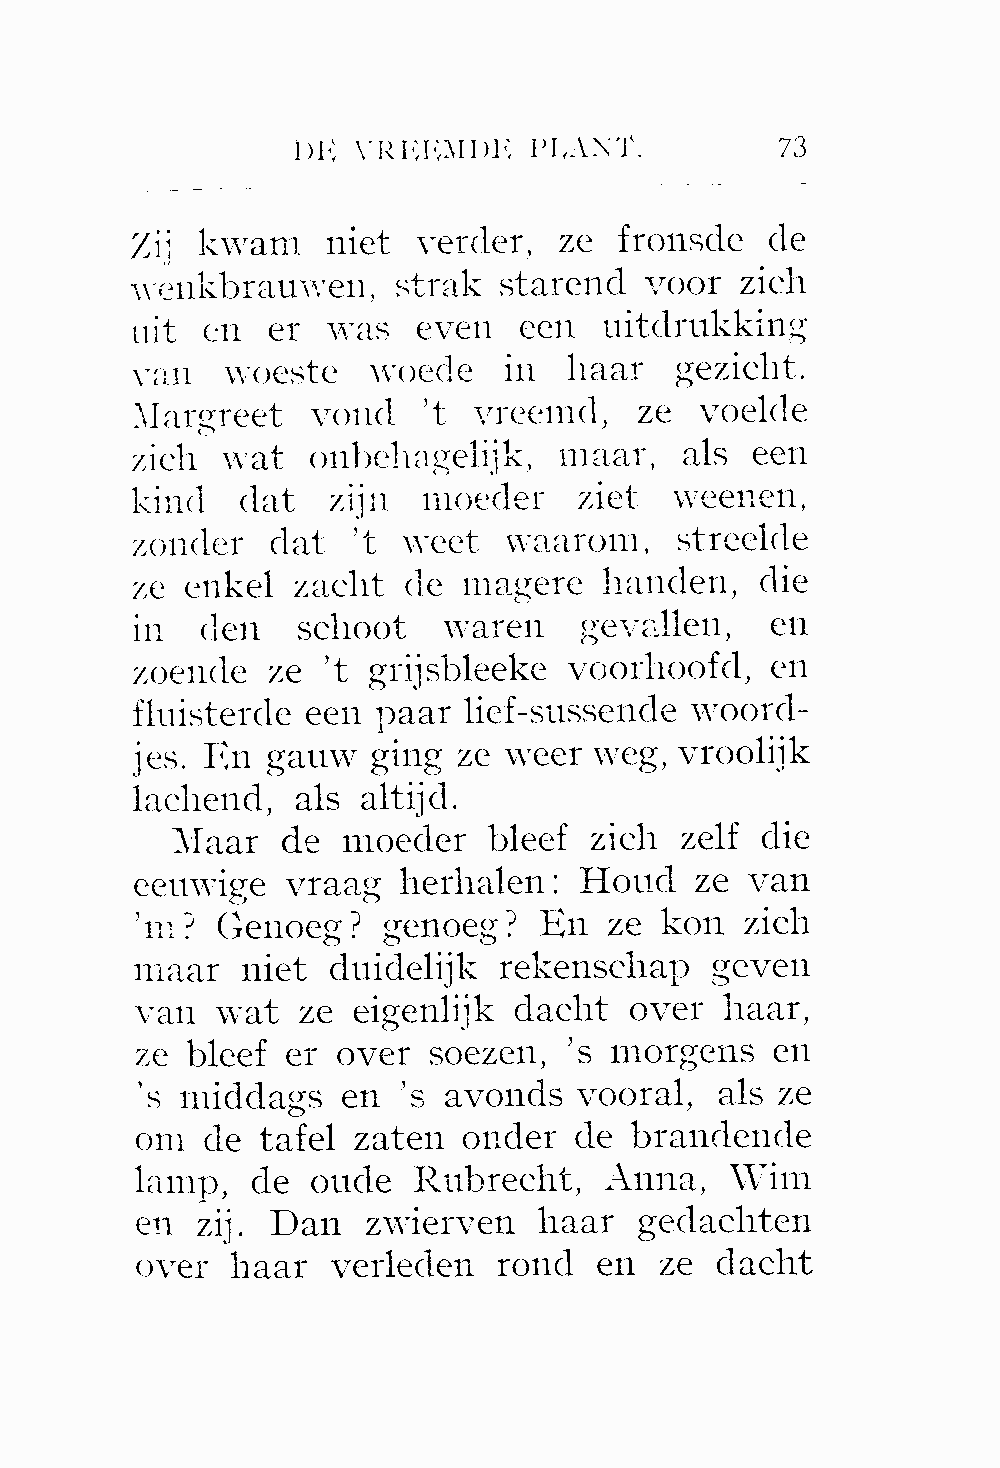 DE VREEMDE PLANT. 73
Zij kwam niet verder, ze fronsde de
wenkbrauwen, strak starend voor zich
uit en er was even een uitdrukking
van woeste woede in haar gezicht.
Margreet vond 't vreemd, ze voelde
zich wat onbehagelijk, maar, als een
kind dat zijn moeder ziet weenen,
zonder dat 't weet waarom, streelde
ze enkel zacht de magere handen, die
in den schoot waren gevallen, en
zoende ze 't grijsbleeke voorhoofd, en
fluisterde een paar lief-sussende woord-
jes. En gauw ging ze weer weg, vroolijk
lachend, als altijd.
Maar de moeder bleef zich zelf die
eeuwige vraag herhalen: Houd ze van
'm? Genoeg? genoeg? En ze kon zich
maar niet duidelijk rekenschap geven
van wat ze eigenlijk dacht over haar,
ze bleef er over soezen, 's morgens en
's middags en 's avonds vooral, als ze
om de tafel zaten onder de brandende
lamp, de oude Rubrecht, Anna, Wim
en zij. Dan zwierven haar gedachten
over haar verleden rond en ze dacht